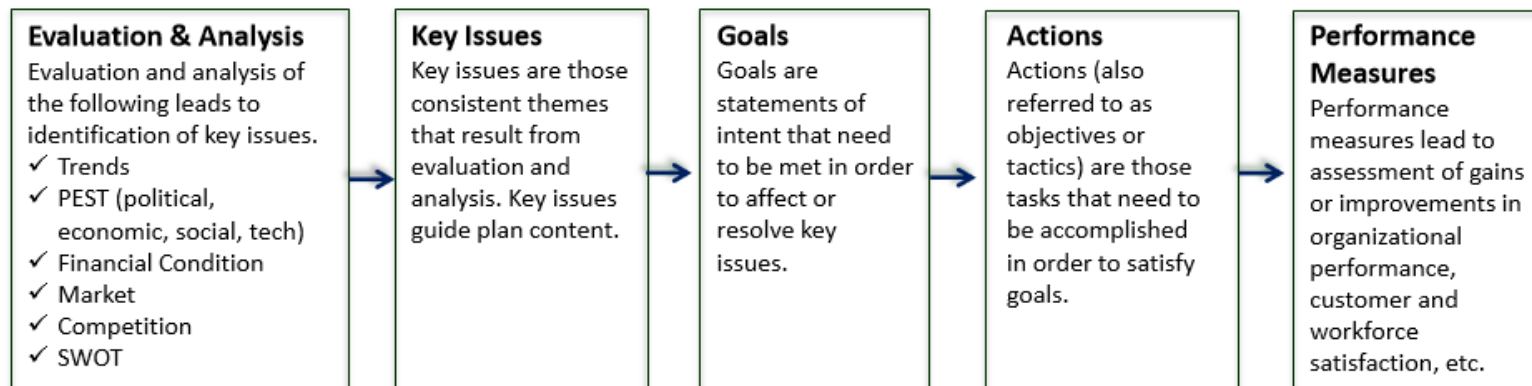 Evaluation & Analysis
Evaluation and analysis of
the following leads to
identification of key issues.
✓ Trends
✓ PEST (political,
economic, social, tech)
✓ Financial Condition
✓ Market
✓ Competition
✓ SWOT
Key Issues
Key issues are those
consistent themes
that result from
evaluation and
analysis. Key issues
guide plan content.
Goals
Goals are
statements of
intent that need
to be met in order
to affect or
resolve key
issues.
Actions
Actions (also
referred to as
objectives or
tactics) are those
tasks that need to
be accomplished
in order to satisfy
goals.
Performance
Measures
Performance
measures lead to
assessment of gains
or improvements in
organizational
performance,
customer and
workforce
satisfaction, etc.